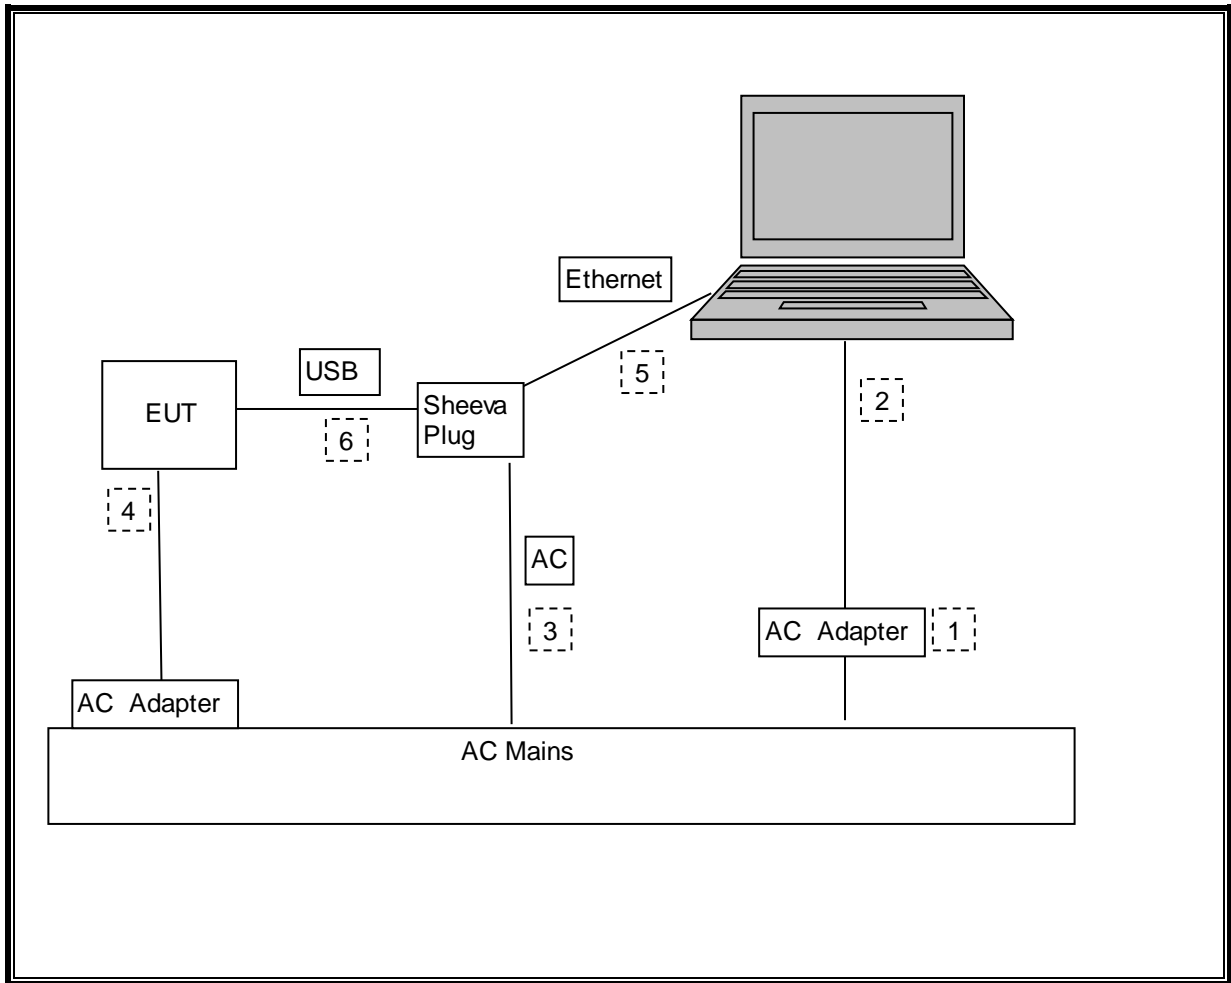 Ethernet
USB
5
2
EUT
Sheeva
Plug
6
4
AC
3
AC Adapter
1
AC Adapter
AC Mains